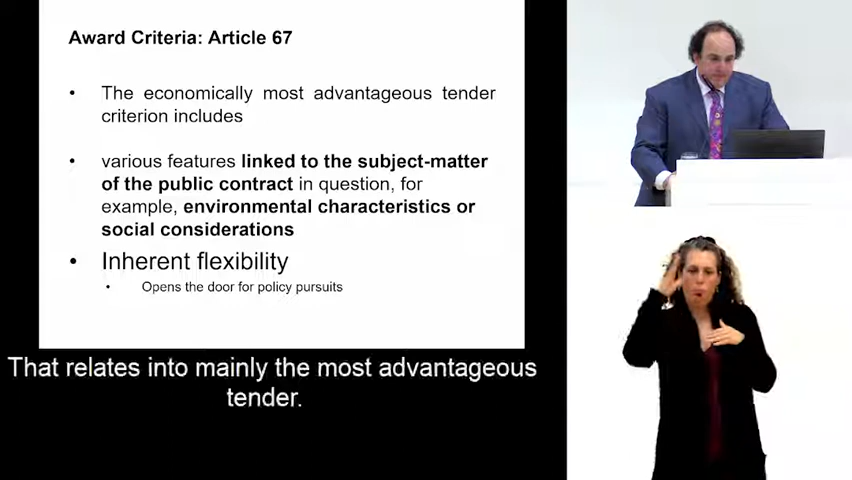 Award Criteria: Article 67
• The economically most advantageous tender
criterion includes
• various features linked to the subject-matter
of the public contract in question, for
example, environmental characteristics or
social considerations
• Inherent flexibility
• Opens the door for policy pursuits
That relates into mainly the most advantageous
tender.